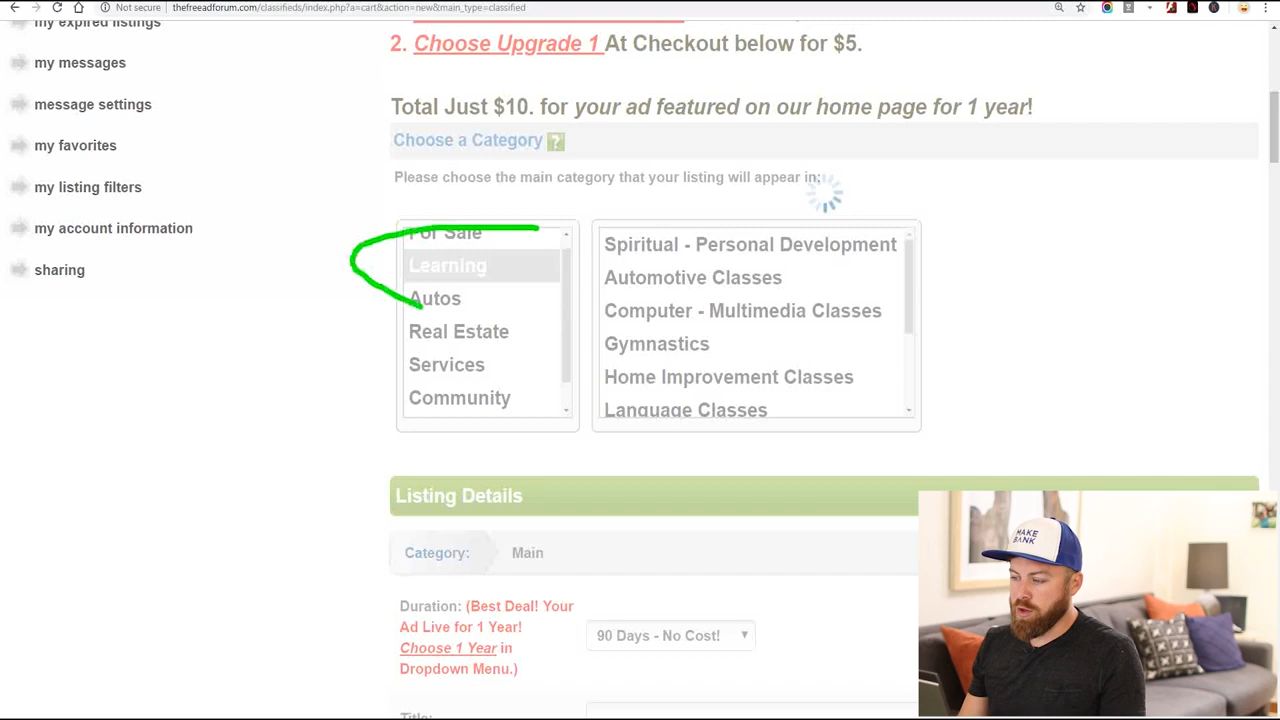 Not secure
thefreeadforum.com/classifieds/index.php?a=cart&action=new&main_type=classified
my expired listings
my messages
message settings
my favorites
my listing filters
my account information
sharing
2. Choose Upgrade 1 At Checkout below for $5.
Total Just $10. for your ad featured on our home page for 1 year!
Choose a Category ?
Please choose the main category that your listing will appear in:
For Sale
Learning
Autos
Real Estate
Services
Community
Spiritual - Personal Development
Automotive Classes
Computer - Multimedia Classes
Gymnastics
Home Improvement Classes
Language Classes
Listing Details
Category:
Main
Duration: (Best Deal! Your
Ad Live for 1 Year!
Choose 1 Year in
Dropdown Menu.)
90 Days - No Cost!
Title:
MAKE
BANK